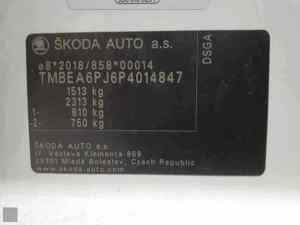 ŠKODA AUTO a.s.
e8*2018/858*00014
TMBEA6PJ6P4014847
1513 kg
2313 kg
1- 810 kg
2- 760 kg
DSGA
ŠKODA AUTO a.s.
tř. Václava Klementa 869
29301 Mladá Boleslav, Czech Republic
www.skoda-auto.com